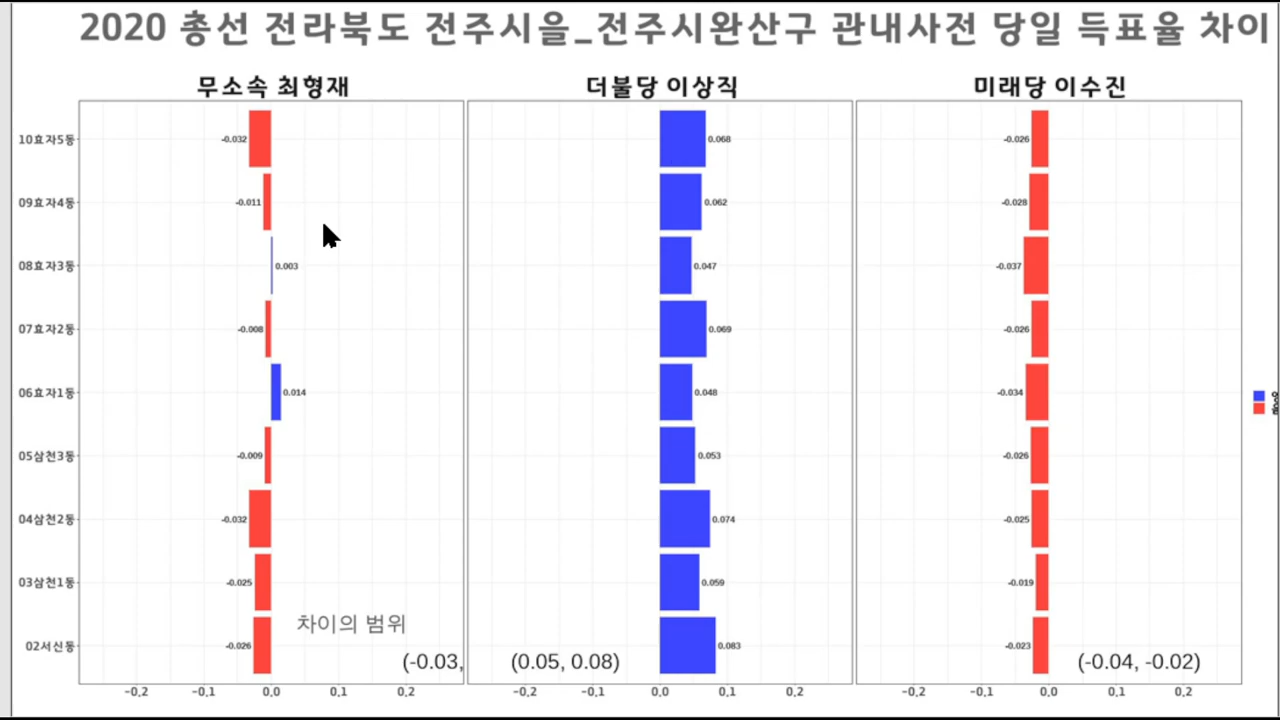 2020 총선 전라북도 전주시을_전주시완산구 관내사전 당일 득표율 차이
무소속 최형재 더불당 이상직 미래당 이수진
10효자5동 -0.032 0.068 -0.026
09효자4동 -0.011 0.062 -0.028
08효자3동 0.003 0.047 -0.037
07효자2동 -0.008 0.069 -0.026
06효자1동 0.014 0.048 -0.034
05삼천3동 -0.009 0.053 -0.026
04삼천2동 -0.032 0.074 -0.025
03삼천1동 -0.025 0.059 -0.019
차이의 범위
02서신동 -0.026 0.083 -0.023
(-0.03, (0.05, 0.08) (-0.04, -0.02)
-0.2 -0.1 0.0 0.1 0.2 -0.2 -0.1 0.0 0.1 0.2 -0.2 -0.1 0.0 0.1 0.2